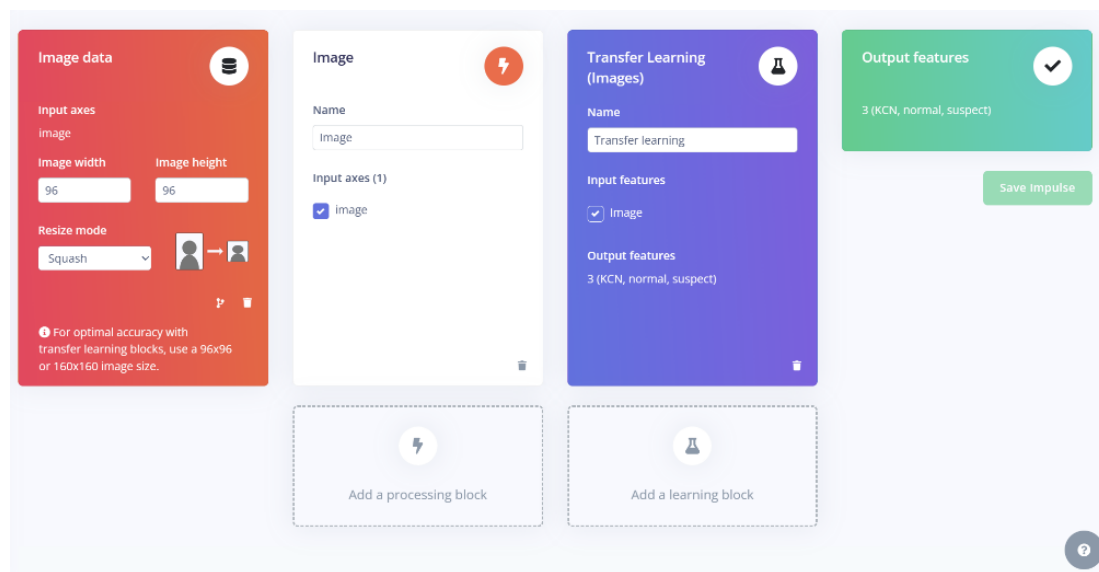 Image data
Input axes
image
Image width
Image height
96
96
Resize mode
Squash
For optimal accuracy with
transfer learning blocks, use a 96x96
or 160x160 image size.
Image
Name
Image
Input axes (1)
image
Transfer Learning
(Images)
Name
Transfer learning
Input features
Image
Output features
3 (KCN, normal, suspect)
Output features
3 (KCN, normal, suspect)
Save Impulse
Add a processing block
Add a learning block